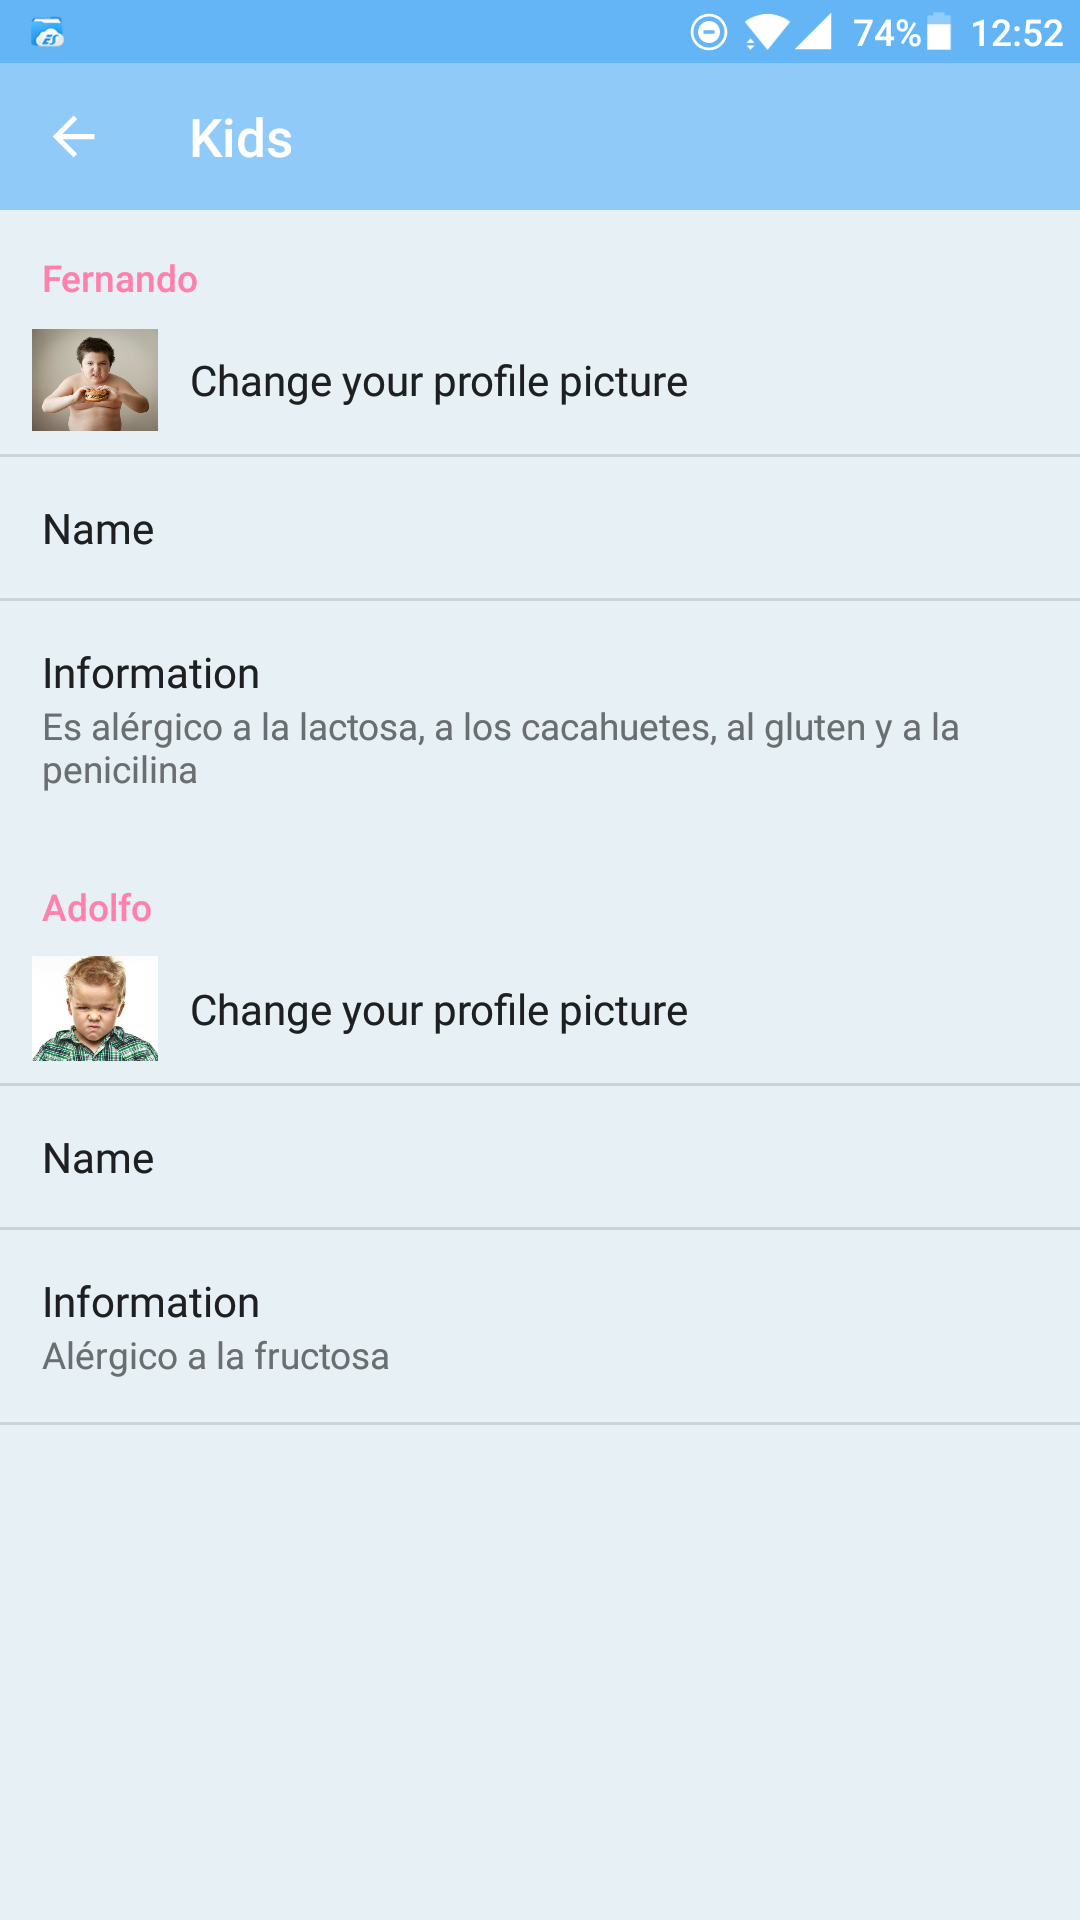 74% 12:52
Kids
Fernando
Change your profile picture
Name
Information
Es alérgico a la lactosa, a los cacahuetes, al gluten y a la
penicilina
Adolfo
Change your profile picture
Name
Information
Alérgico a la fructosa